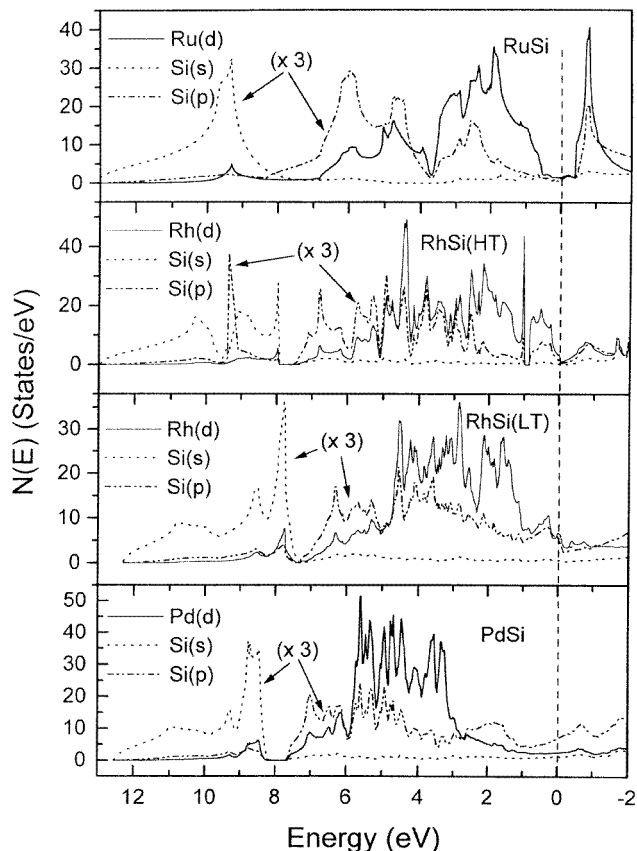 40
30
20
10
0
Ru(d)
Si(s)
Si(p)
(x 3)
RuSi
40
20
0
Rh(d)
Si(s)
Si(p)
(x 3)
RhSi(HT)
30
20
10
0
Rh(d)
Si(s)
Si(p)
(x 3)
RhSi(LT)
50
40
30
20
10
0
Pd(d)
Si(s)
Si(p)
(x 3)
PdSi
N(E) (States/eV)
12 10 8 6 4 2 0 -2
Energy (eV)